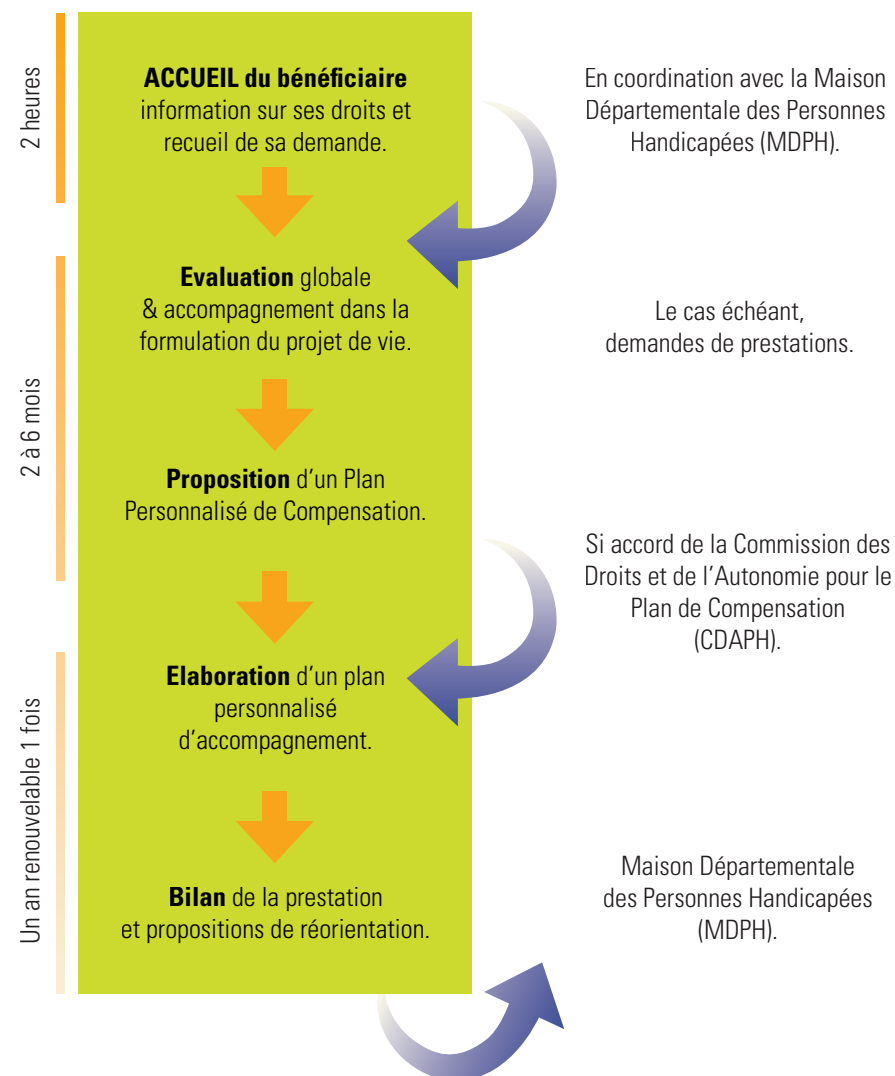 2 heures
ACCUEIL du bénéficiaire
information sur ses droits et
recueil de sa demande.
En coordination avec la Maison
Départementale des Personnes
Handicapées (MDPH).
2 à 6 mois
Evaluation globale
& accompagnement dans la
formulation du projet de vie.
Le cas échéant,
demandes de prestations.
Proposition d'un Plan
Personnalisé de Compensation.
Si accord de la Commission des
Droits et de l'Autonomie pour le
Plan de Compensation
(CDAPH).
Un an renouvelable 1 fois
Elaboration d'un plan
personnalisé
d'accompagnement.
Bilan de la prestation
et propositions de réorientation.
Maison Départementale
des Personnes Handicapées
(MDPH).